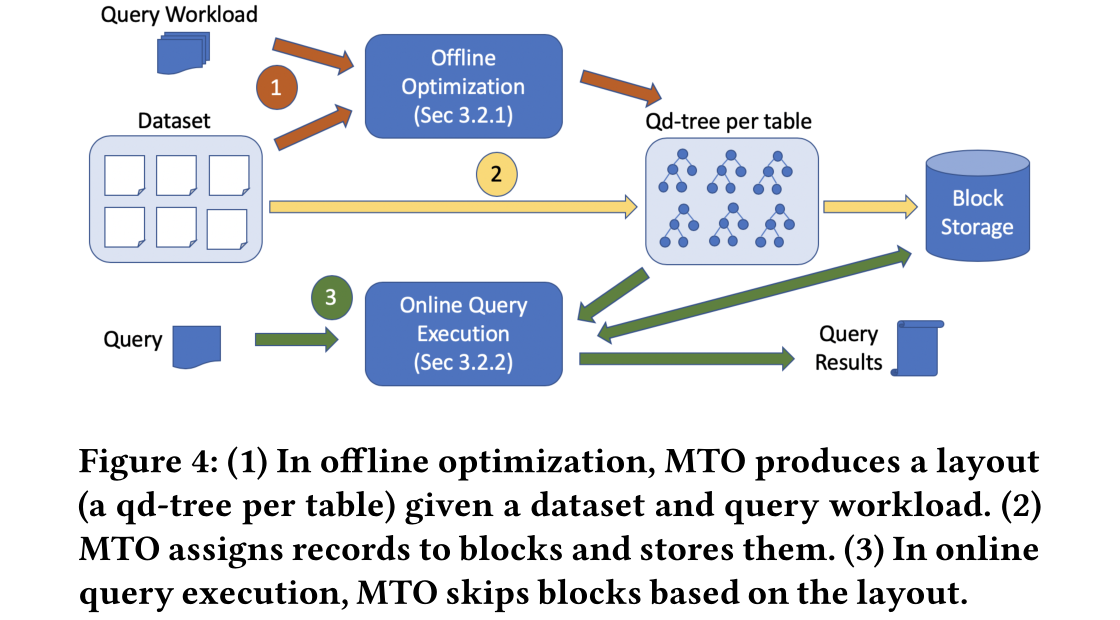 Query Workload
1
Offline
Optimization
(Sec 3.2.1)
Dataset
Qd-tree per table
2
Block
Storage
3
Query
Online Query
Execution
(Sec 3.2.2)
Query
Results
Figure 4: (1) In offline optimization, MTO produces a layout
(a qd-tree per table) given a dataset and query workload. (2)
MTO assigns records to blocks and stores them. (3) In online
query execution, MTO skips blocks based on the layout.